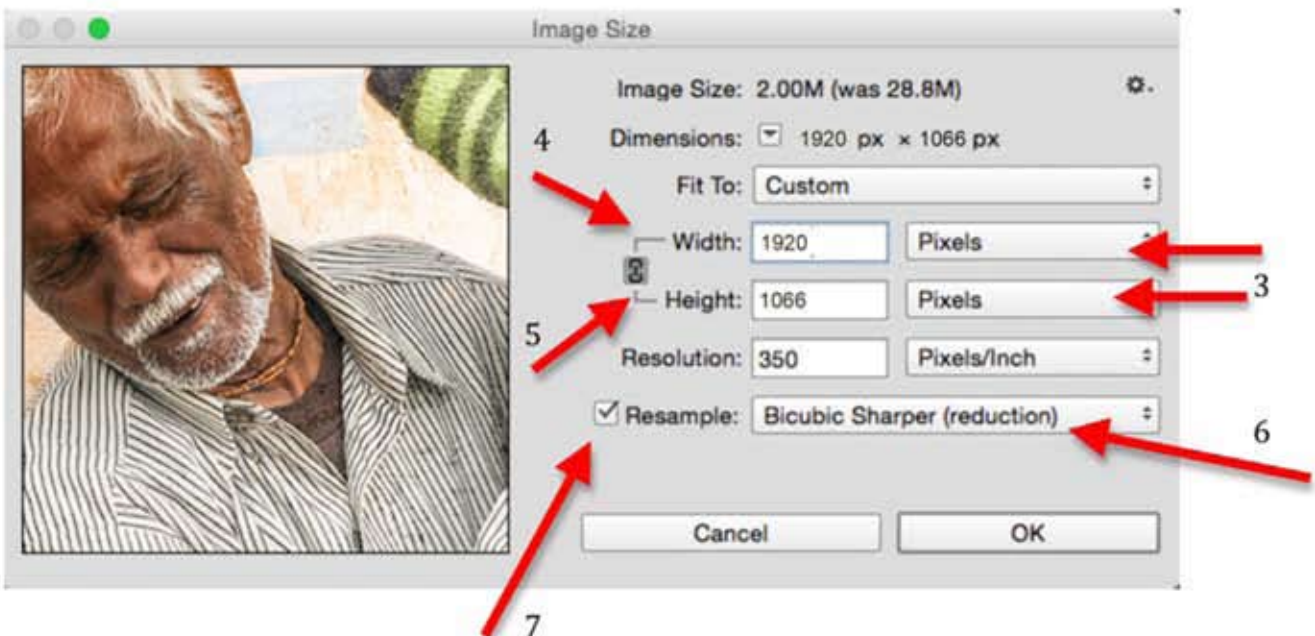 Image Size
Image Size: 2.00M (was 28.8M)
Dimensions: 1920 px × 1066 px
4
Fit To: Custom
Width: 1920 Pixels
3
Height: 1066 Pixels
5
Resolution: 350 Pixels/Inch
Resample: Bicubic Sharper (reduction)
6
Cancel OK
7